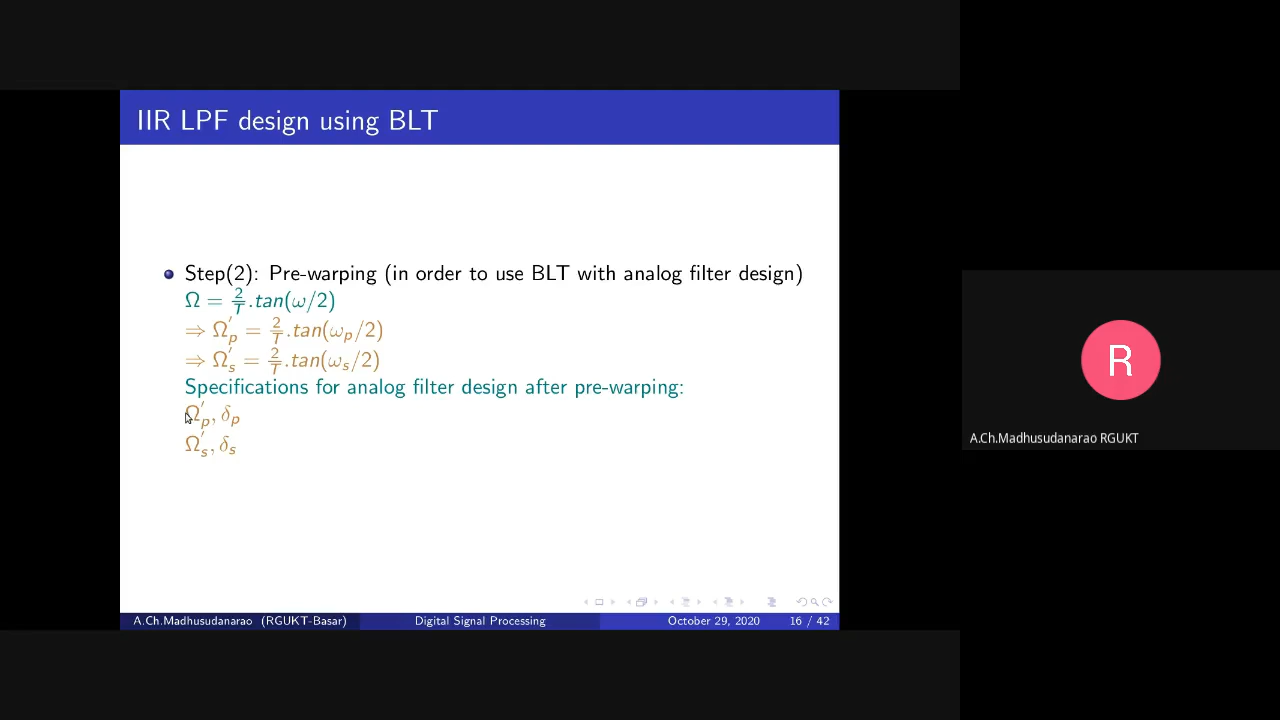 IIR LPF design using BLT
Step(2): Pre-warping (in order to use BLT with analog filter design)
Ω = 2/T .tan(ω/2)
⇒ Ω′p = 2/T .tan(ωp/2)
⇒ Ω′s = 2/T .tan(ωs/2)
Specifications for analog filter design after pre-warping:
Ω′p, δp
Ω′s, δs
A.Ch.Madhusudanarao (RGUKT-Basar) Digital Signal Processing October 29, 2020 16 / 42
R
A.Ch.Madhusudanarao RGUKT